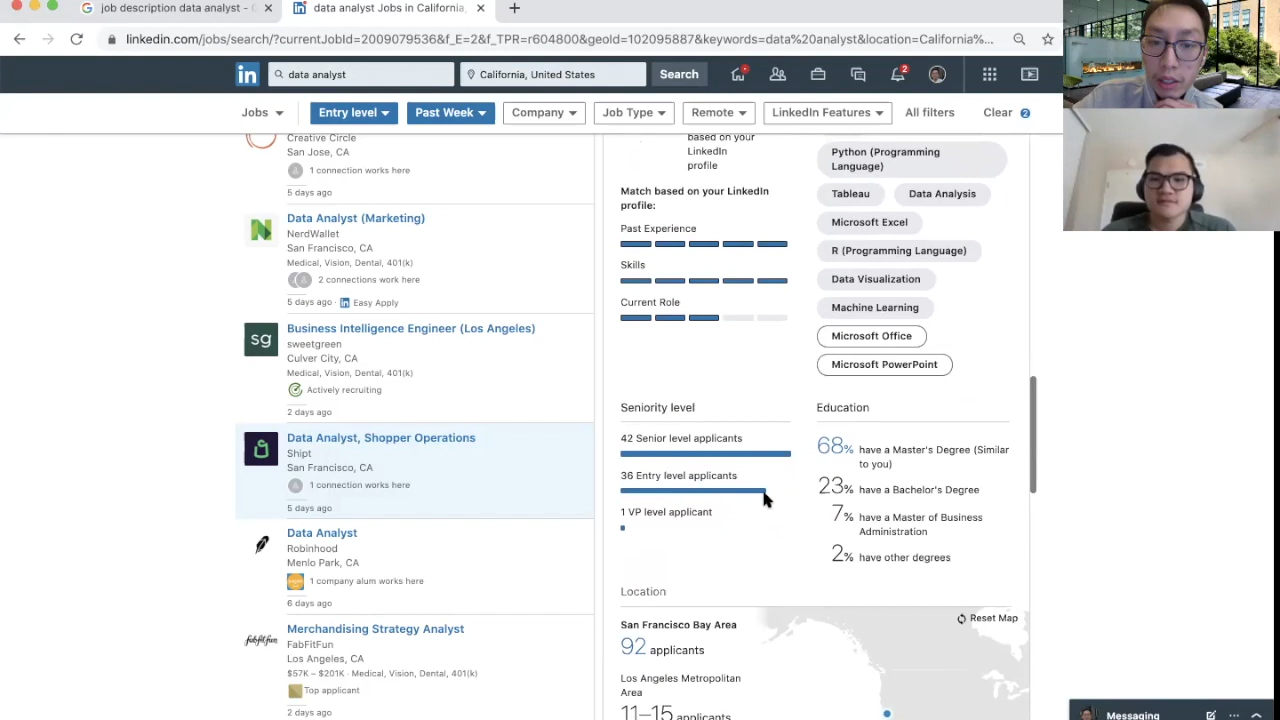 job description data analyst - G
data analyst Jobs in California,
linkedin.com/jobs/search/?currentJobId=2009079536&f_E=2&f_TPR=r604800&geoId=102095887&keywords=data%20analyst&location=California%...
in
data analyst
California, United States
Search
2
Jobs
Entry level
Past Week
Company
Job Type
Remote
LinkedIn Features
All filters
Clear 2
Creative Circle
San Jose, CA
1 connection works here
5 days ago
Data Analyst (Marketing)
NerdWallet
San Francisco, CA
Medical, Vision, Dental, 401(k)
2 connections work here
5 days ago · in Easy Apply
sg
Business Intelligence Engineer (Los Angeles)
sweetgreen
Culver City, CA
Medical, Vision, Dental, 401(k)
Actively recruiting
2 days ago
Data Analyst, Shopper Operations
Shipt
San Francisco, CA
1 connection works here
5 days ago
Data Analyst
Robinhood
Menlo Park, CA
1 company alum works here
6 days ago
fabfitfun
Merchandising Strategy Analyst
FabFitFun
Los Angeles, CA
$57K – $201K · Medical, Vision, Dental, 401(k)
Top applicant
2 days ago
based on your
LinkedIn
profile
Match based on your LinkedIn
profile:
Past Experience
Skills
Current Role
Python (Programming
Language)
Tableau
Data Analysis
Microsoft Excel
R (Programming Language)
Data Visualization
Machine Learning
Microsoft Office
Microsoft PowerPoint
Seniority level
42 Senior level applicants
36 Entry level applicants
1 VP level applicant
Education
68% have a Master's Degree (Similar
to you)
23% have a Bachelor's Degree
7% have a Master of Business
Administration
2% have other degrees
Location
San Francisco Bay Area
92 applicants
Los Angeles Metropolitan
Area
11–15 applicants
Reset Map
Messaging